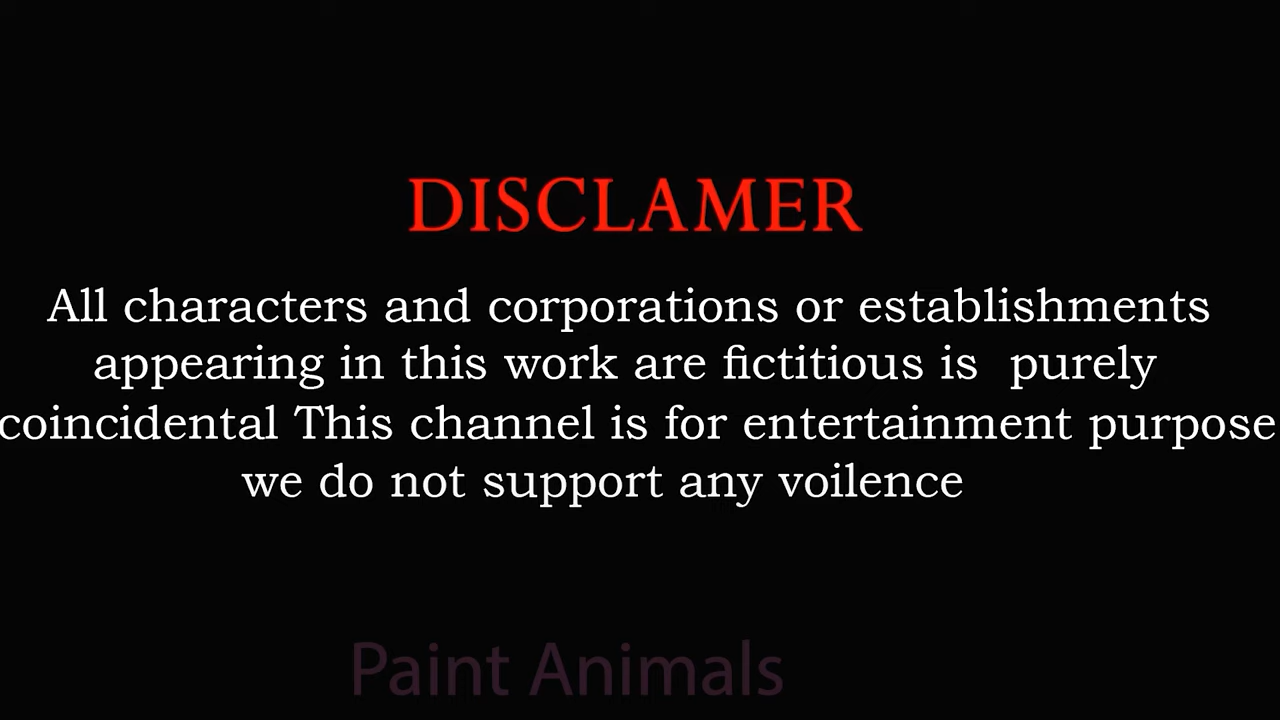 DISCLAMER
All characters and corporations or establishments
appearing in this work are fictitious is  purely
coincidental This channel is for entertainment purpose
we do not support any voilence
Paint Animals